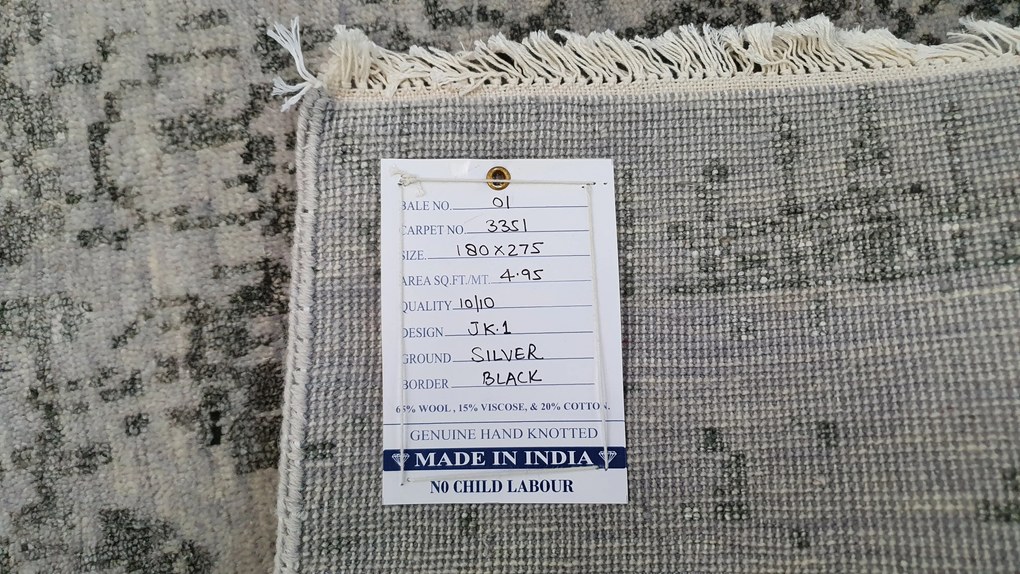 BALE NO. 01
CARPET NO. 3351
SIZE. 180X275
AREA SQ.FT./MT. 4.95
QUALITY 10/10
DESIGN JK.1
GROUND SILVER
BORDER BLACK
65% WOOL , 15% VISCOSE, & 20% COTTON.
GENUINE HAND KNOTTED
MADE IN INDIA
NO CHILD LABOUR